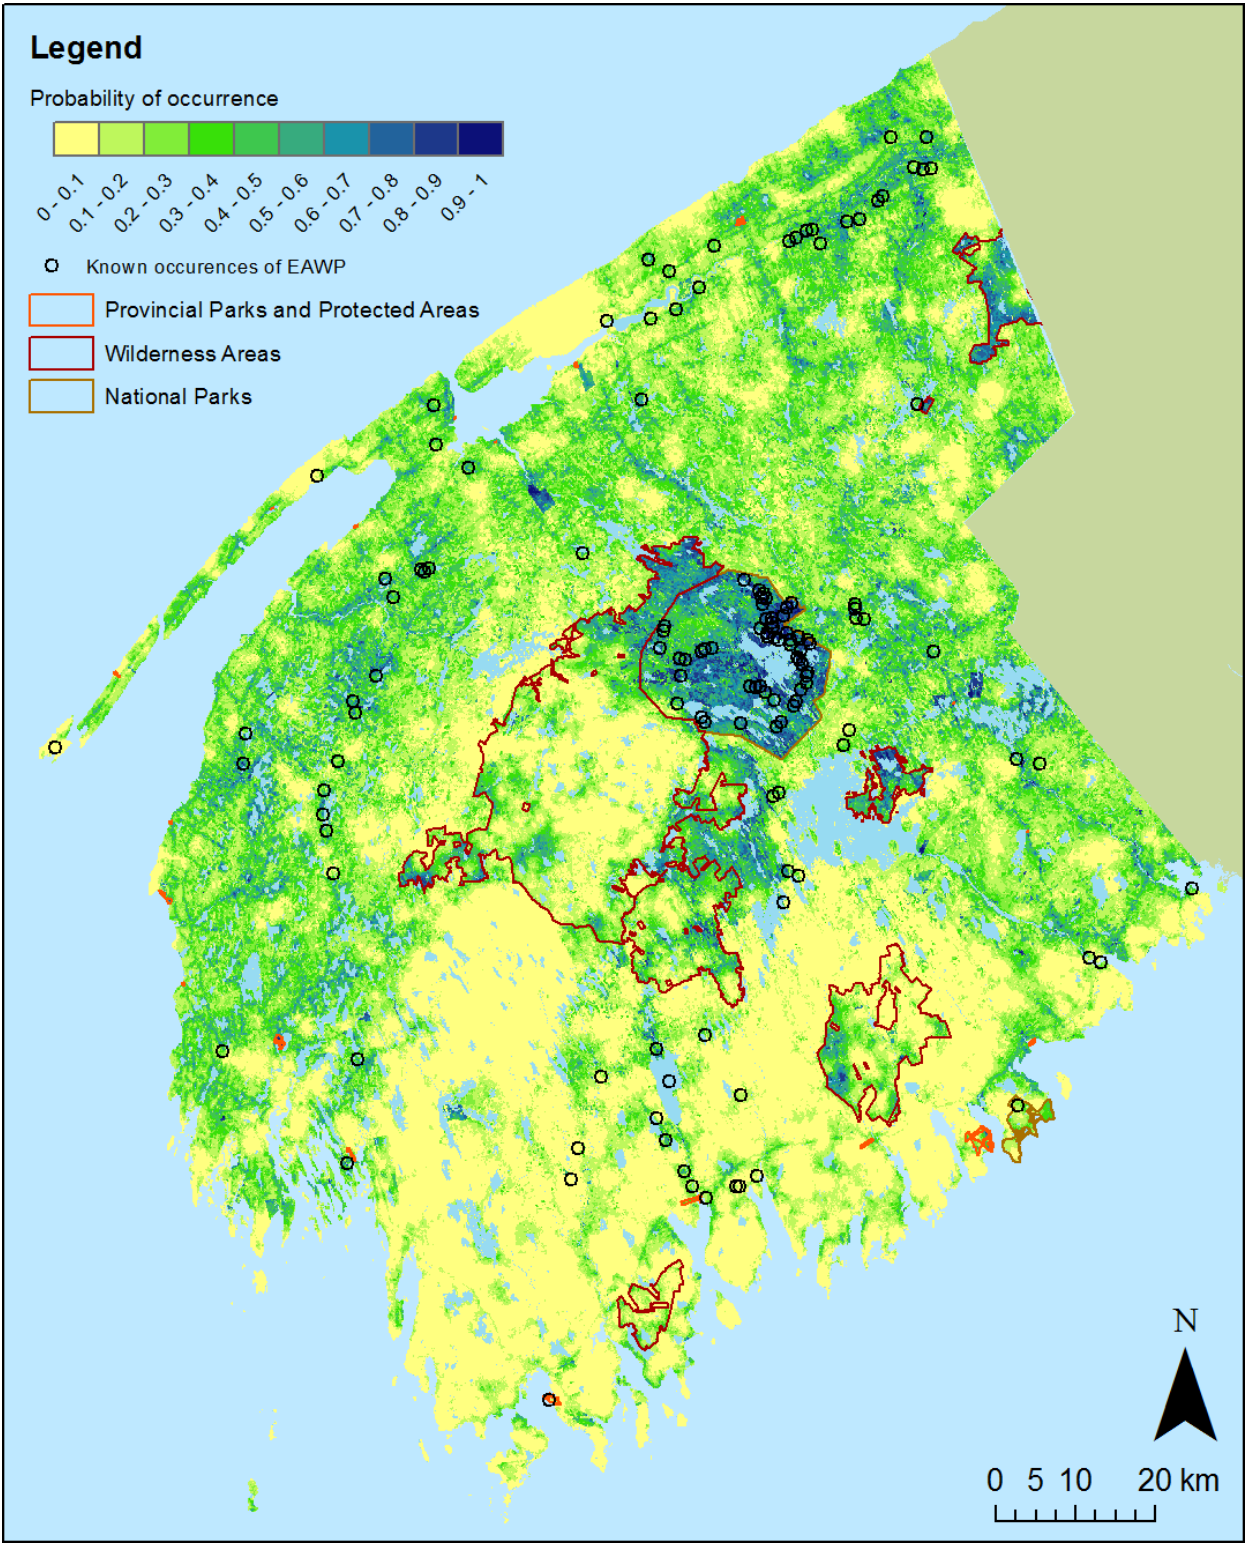 Legend
Probability of occurrence
0 - 0.1
0.1 - 0.2
0.2 - 0.3
0.3 - 0.4
0.4 - 0.5
0.5 - 0.6
0.6 - 0.7
0.7 - 0.8
0.8 - 0.9
0.9 - 1
Known occurences of EAWP
Provincial Parks and Protected Areas
Wilderness Areas
National Parks
N
0 5 10 20 km